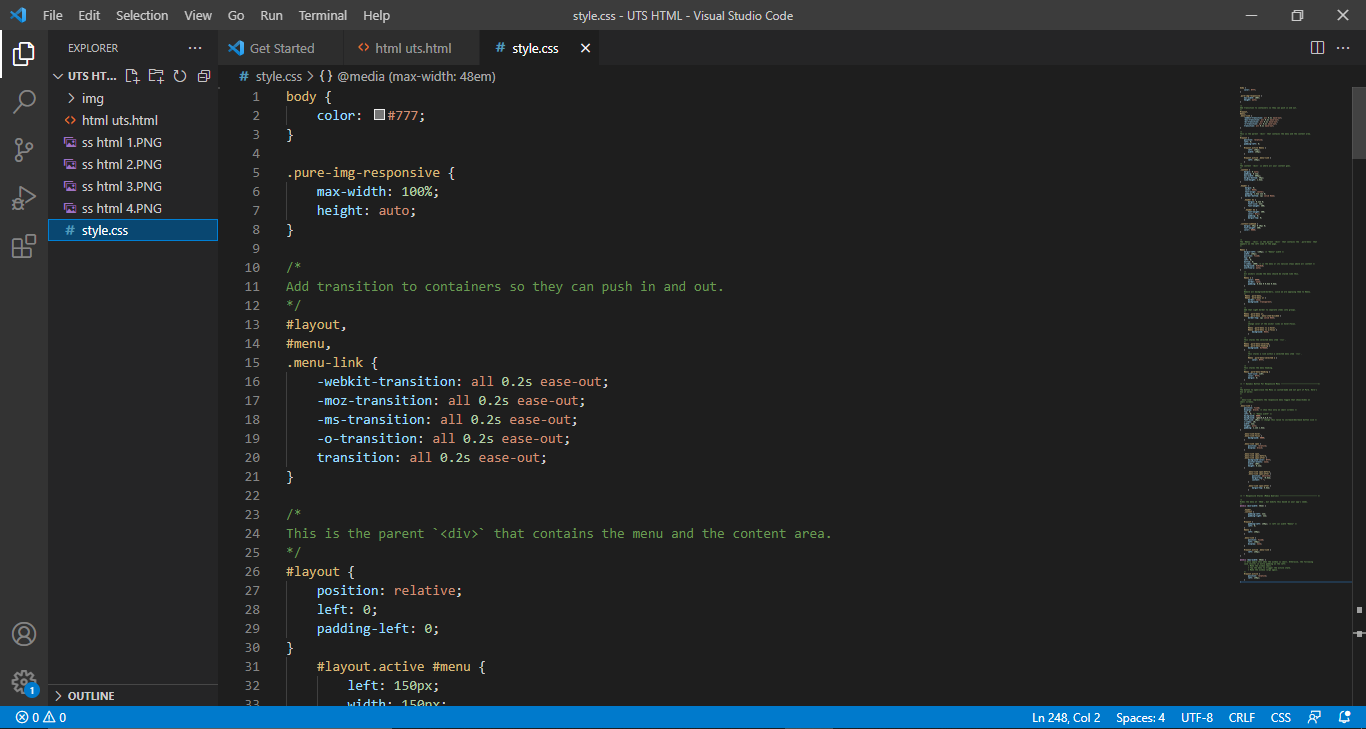 File Edit Selection View Go Run Terminal Help style.css - UTS HTML - Visual Studio Code
EXPLORER
Get Started
html uts.html
# style.css
UTS HT...
# style.css > {} @media (max-width: 48em)
img
html uts.html
ss html 1.PNG
ss html 2.PNG
ss html 3.PNG
ss html 4.PNG
# style.css
1 body {
2 color: #777;
3 }
4
5 .pure-img-responsive {
6 max-width: 100%;
7 height: auto;
8 }
9
10 /*
11 Add transition to containers so they can push in and out.
12 */
13 #layout,
14 #menu,
15 .menu-link {
16 -webkit-transition: all 0.2s ease-out;
17 -moz-transition: all 0.2s ease-out;
18 -ms-transition: all 0.2s ease-out;
19 -o-transition: all 0.2s ease-out;
20 transition: all 0.2s ease-out;
21 }
22
23 /*
24 This is the parent `<div>` that contains the menu and the content area.
25 */
26 #layout {
27 position: relative;
28 left: 0;
29 padding-left: 0;
30 }
31 #layout.active #menu {
32 left: 150px;
33 width: 150px;
OUTLINE
1
0 0
Ln 248, Col 2 Spaces: 4 UTF-8 CRLF CSS